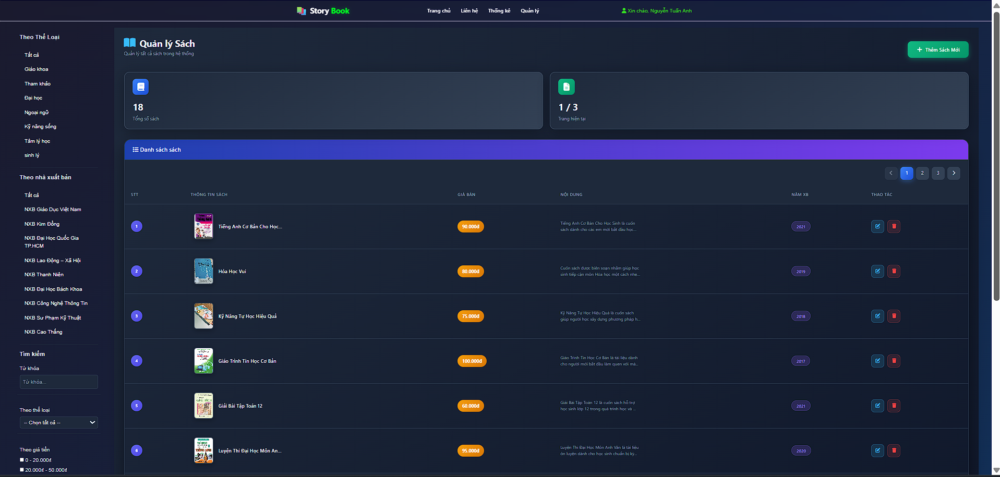 Story Book
Trang chủ
Liên hệ
Thống kê
Quản lý
Xin chào, Nguyễn Tuấn Anh
Theo Thể Loại
Tất cả
Giáo khoa
Tham khảo
Đại học
Ngoại ngữ
Kỹ năng sống
Tâm lý học
sinh lý
Theo nhà xuất bản
Tất cả
NXB Giáo Dục Việt Nam
NXB Kim Đồng
NXB Đại Học Quốc Gia
TP.HCM
NXB Lao Động – Xã Hội
NXB Thanh Niên
NXB Đại Học Bách Khoa
NXB Công Nghệ Thông Tin
NXB Sư Phạm Kỹ Thuật
NXB Cao Thắng
Tìm kiếm
Từ khóa
Từ khóa...
Theo thể loại
-- Chọn tất cả --
Theo giá tiền
0 - 20.000đ
20.000đ - 50.000đ
Quản lý Sách
Quản lý tất cả sách trong hệ thống
Thêm Sách Mới
18
Tổng số sách
1 / 3
Trang hiện tại
Danh sách sách
1 2 3
STT THÔNG TIN SÁCH GIÁ BÁN NỘI DUNG NĂM XB THAO TÁC
1 Tiếng Anh Cơ Bản Cho Học... 90.000đ
Tiếng Anh Cơ Bản Cho Học Sinh là cuốn
sách dành cho các em mới bắt đầu học...
2021
2 Hóa Học Vui 80.000đ
Cuốn sách được biên soạn nhằm giúp học
sinh tiếp cận môn Hóa học một cách nhẹ...
2019
3 Kỹ Năng Tự Học Hiệu Quả 75.000đ
Kỹ Năng Tự Học Hiệu Quả là cuốn sách
giúp người học xây dựng phương pháp h...
2018
4 Giáo Trình Tin Học Cơ Bản 100.000đ
Giáo Trình Tin Học Cơ Bản là tài liệu dành
cho người mới bắt đầu làm quen với má...
2017
5 Giải Bài Tập Toán 12 60.000đ
Giải Bài Tập Toán 12 là cuốn sách hỗ trợ
học sinh lớp 12 trong quá trình học và ...
2021
6 Luyện Thi Đại Học Môn An... 95.000đ
Luyện Thi Đại Học Môn Anh Văn là tài liệu
ôn luyện dành cho học sinh chuẩn bị kỳ...
2020